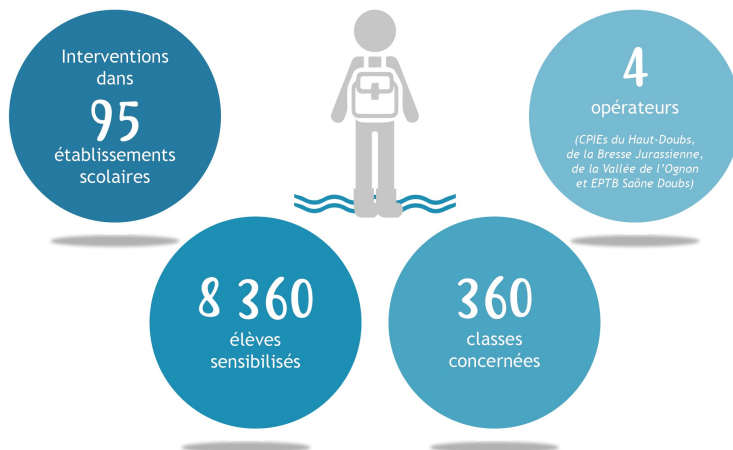 Interventions
dans
95
établissements
scolaires
4
opérateurs
(CPIEs du Haut-Doubs,
de la Bresse Jurassienne,
de la Vallée de l'Ognon
et EPTB Saône Doubs)
8 360
élèves
sensibilisés
360
classes
concernées